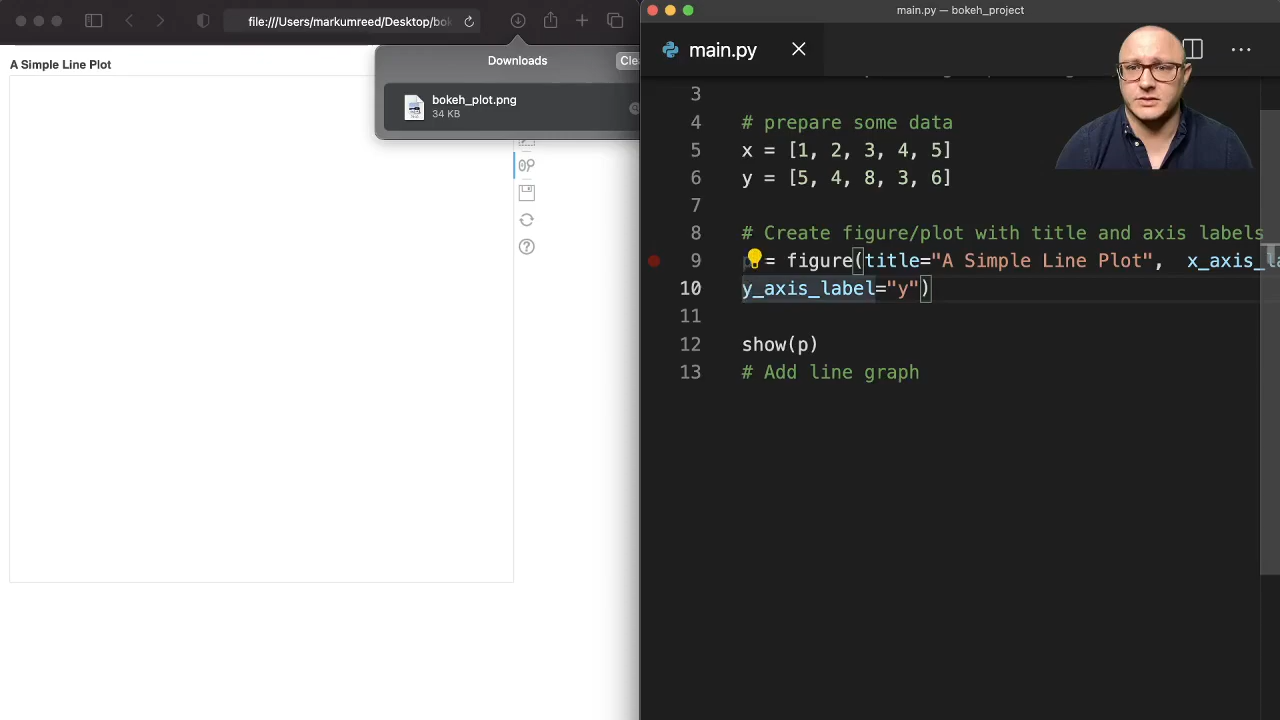 file:///Users/markumreed/Desktop/bok
A Simple Line Plot
Downloads
bokeh_plot.png
34 KB
main.py — bokeh_project
main.py
3
4 # prepare some data
5 x = [1, 2, 3, 4, 5]
6 y = [5, 4, 8, 3, 6]
7
8 # Create figure/plot with title and axis labels
9 = figure(title="A Simple Line Plot", x_axis_la
10 y_axis_label="y")
11
12 show(p)
13 # Add line graph